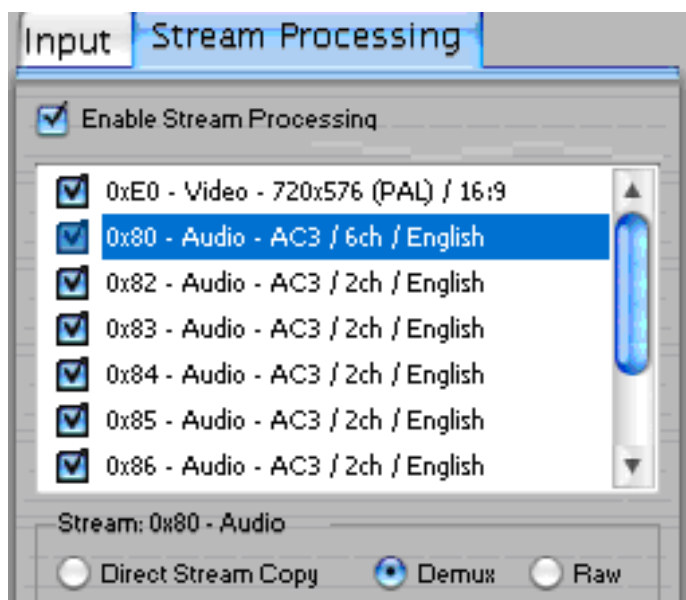 Input Stream Processing
Enable Stream Processing
0xE0 - Video - 720x576 (PAL) / 16:9
0x80 - Audio - AC3 / 6ch / English
0x82 - Audio - AC3 / 2ch / English
0x83 - Audio - AC3 / 2ch / English
0x84 - Audio - AC3 / 2ch / English
0x85 - Audio - AC3 / 2ch / English
0x86 - Audio - AC3 / 2ch / English
Stream: 0x80 - Audio
Direct Stream Copy Demux Raw